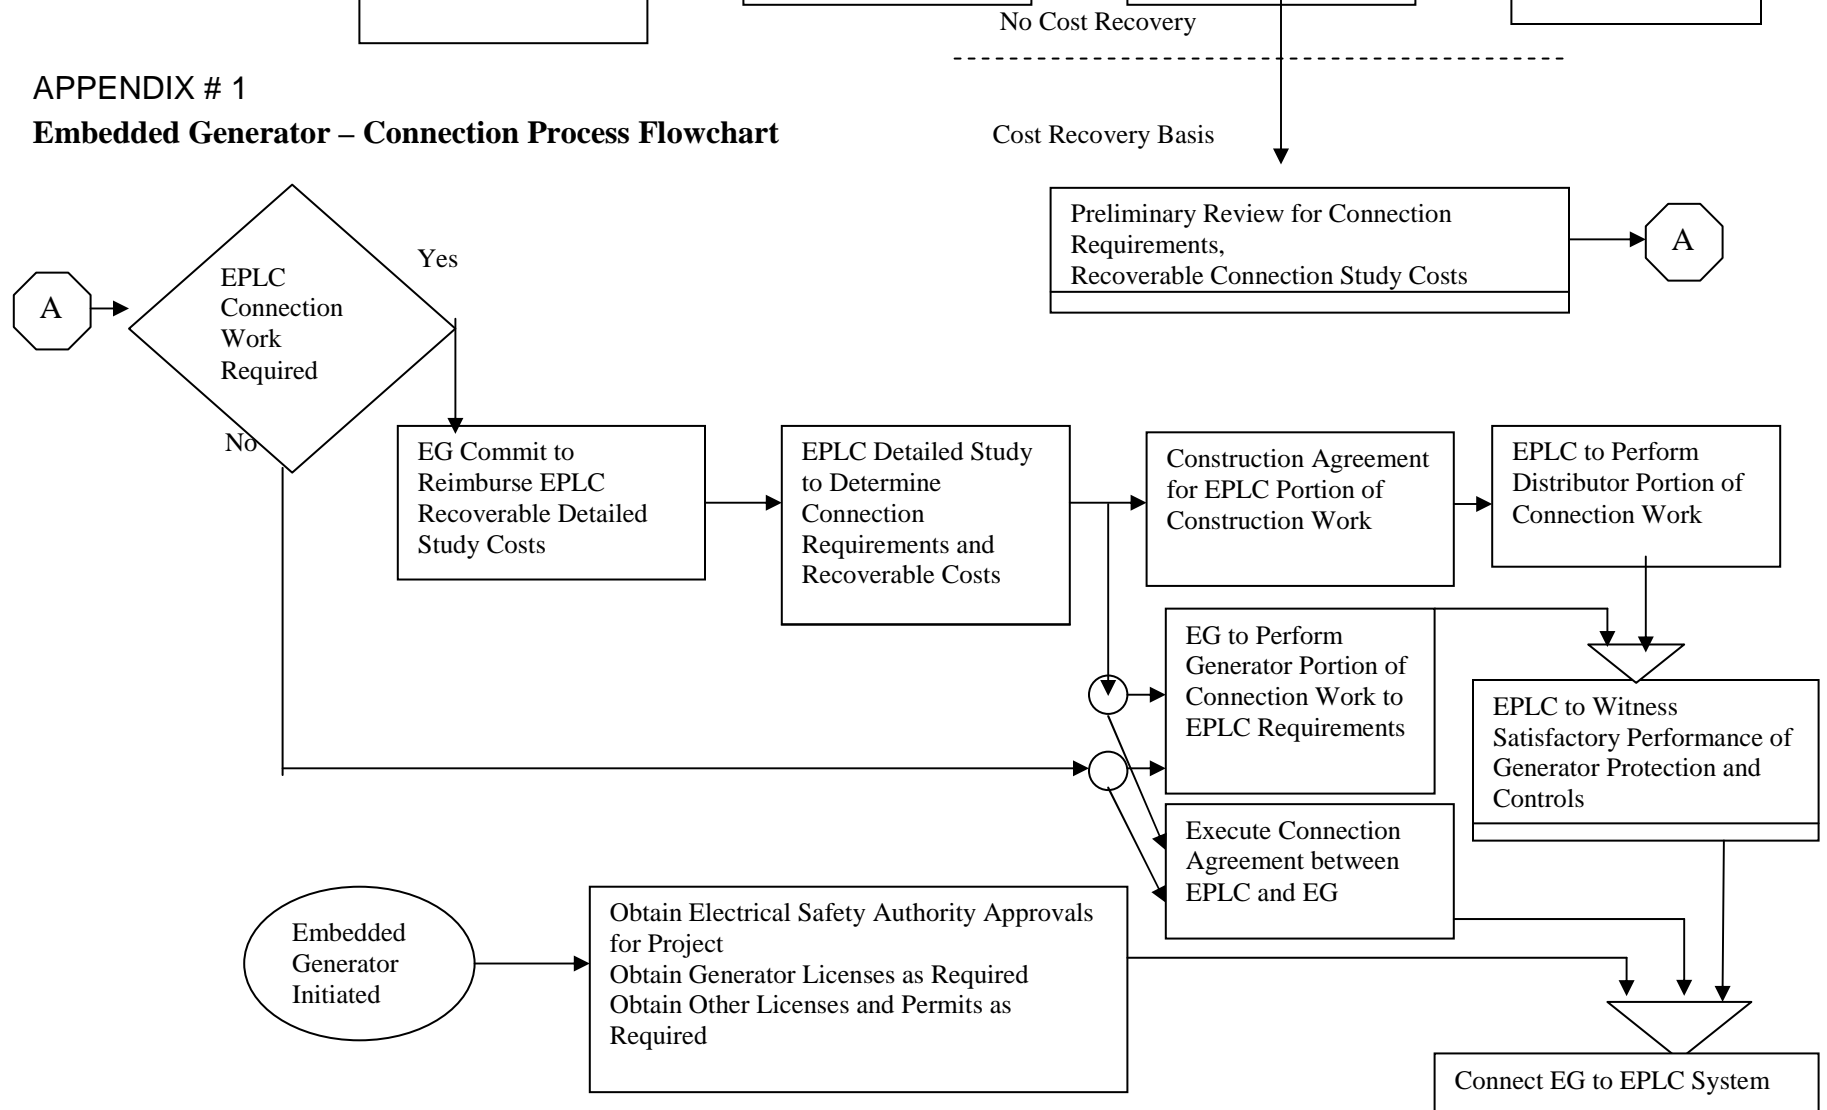 No Cost Recovery
APPENDIX # 1
Embedded Generator – Connection Process Flowchart
Cost Recovery Basis
Preliminary Review for Connection
Requirements,
Recoverable Connection Study Costs
A
A
EPLC
Connection
Work
Required
Yes
No
EG Commit to
Reimburse EPLC
Recoverable Detailed
Study Costs
EPLC Detailed Study
to Determine
Connection
Requirements and
Recoverable Costs
Construction Agreement
for EPLC Portion of
Construction Work
EPLC to Perform
Distributor Portion of
Connection Work
EG to Perform
Generator Portion of
Connection Work to
EPLC Requirements
EPLC to Witness
Satisfactory Performance of
Generator Protection and
Controls
Execute Connection
Agreement between
EPLC and EG
Embedded
Generator
Initiated
Obtain Electrical Safety Authority Approvals
for Project
Obtain Generator Licenses as Required
Obtain Other Licenses and Permits as
Required
Connect EG to EPLC System